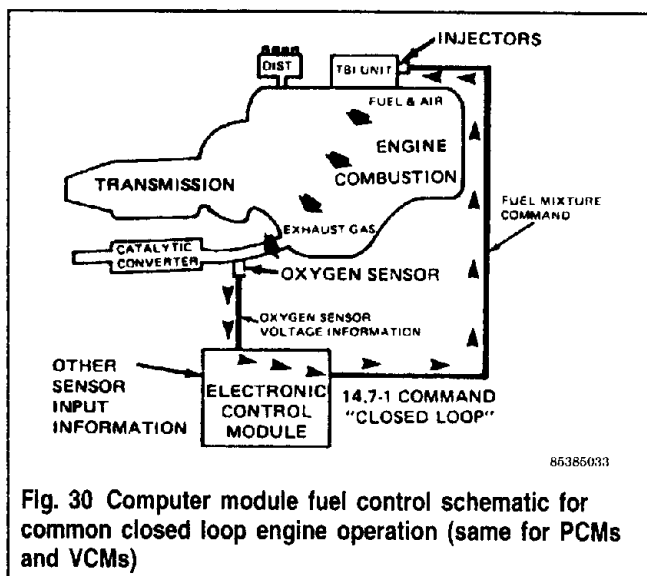 INJECTORS
DIST
TBI UNIT
FUEL & AIR
ENGINE
COMBUSTION
TRANSMISSION
FUEL MIXTURE
COMMAND
EXHAUST GAS
CATALYTIC
CONVERTER
OXYGEN SENSOR
OXYGEN SENSOR
VOLTAGE INFORMATION
OTHER
SENSOR
INPUT
INFORMATION
ELECTRONIC
CONTROL
MODULE
14.7-1 COMMAND
"CLOSED LOOP"
85385033
Fig. 30 Computer module fuel control schematic for
common closed loop engine operation (same for PCMs
and VCMs)